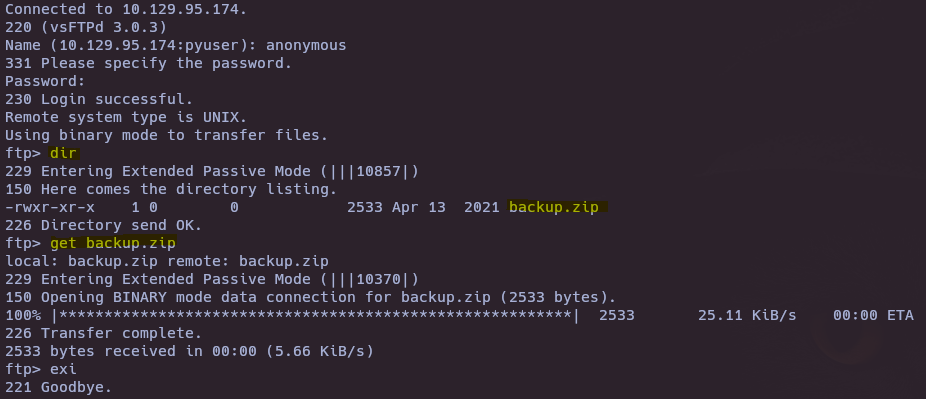 Connected to 10.129.95.174.
220 (vsFTPd 3.0.3)
Name (10.129.95.174:pyuser): anonymous
331 Please specify the password.
Password:
230 Login successful.
Remote system type is UNIX.
Using binary mode to transfer files.
ftp> dir
229 Entering Extended Passive Mode (|||10857|)
150 Here comes the directory listing.
-rwxr-xr-x    1 0        0            2533 Apr 13  2021 backup.zip
226 Directory send OK.
ftp> get backup.zip
local: backup.zip remote: backup.zip
229 Entering Extended Passive Mode (|||10370|)
150 Opening BINARY mode data connection for backup.zip (2533 bytes).
100% |*********************************************************|  2533       25.11 KiB/s    00:00 ETA
226 Transfer complete.
2533 bytes received in 00:00 (5.66 KiB/s)
ftp> exi
221 Goodbye.